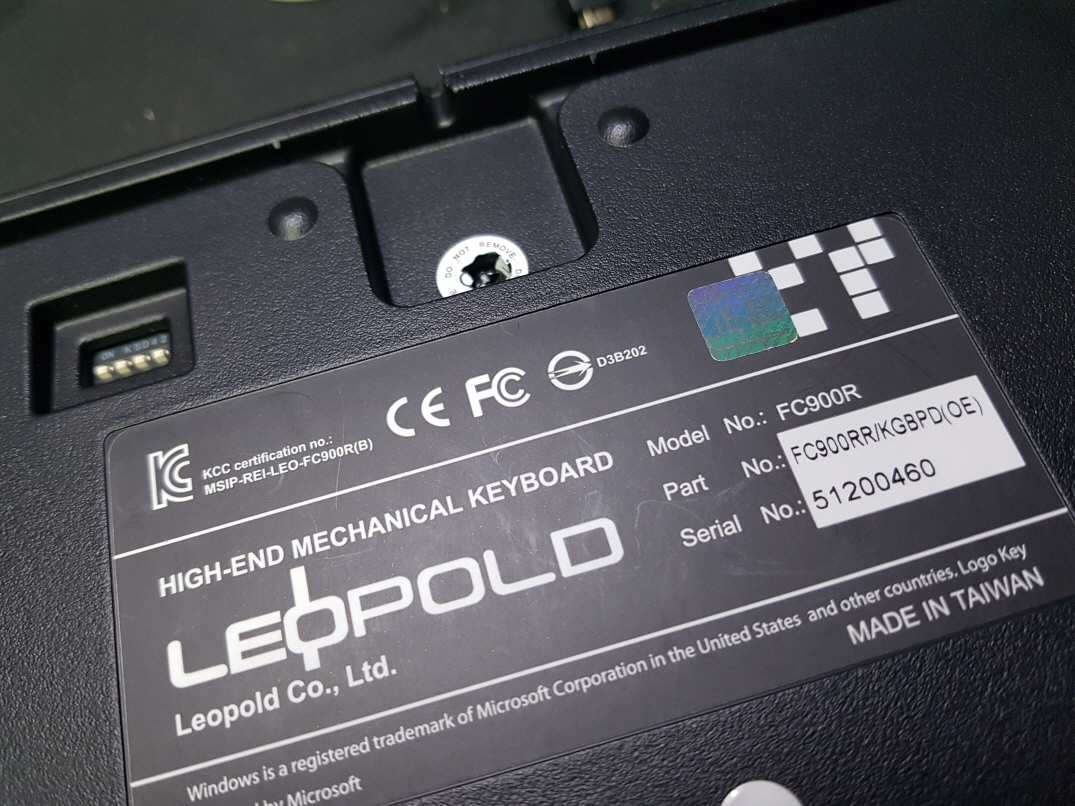 DO NOT REMOVE
ON KSD42
D3B202
KCC certification no.:
MSIP-REI-LEO-FC900R(B)
CE FC
HIGH-END MECHANICAL KEYBOARD
LEOPOLD
Leopold Co., Ltd.
Model No.: FC900R
Part No.: FC900RR/KGBPD(OE)
Serial No.: 51200460
Windows is a registered trademark of Microsoft Corporation in the United States and other countries. Logo Key
by Microsoft
MADE IN TAIWAN